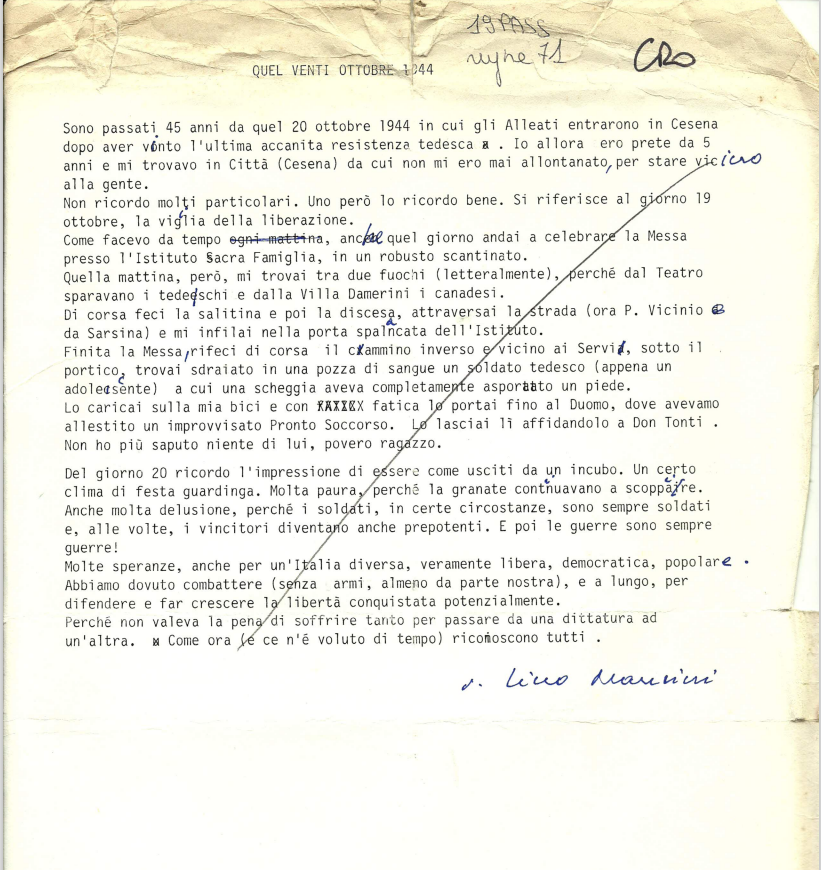 19 PASS
righe 71
CRO
QUEL VENTI OTTOBRE 1944
Sono passati 45 anni da quel 20 ottobre 1944 in cui gli Alleati entrarono in Cesena
dopo aver vinto l'ultima accanita resistenza tedesca x . Io allora ero prete da 5
anni e mi trovavo in Città (Cesena) da cui non mi ero mai allontanato, per stare vicino
alla gente.
Non ricordo molti particolari. Uno però lo ricordo bene. Si riferisce al giorno 19
ottobre, la vigilia della liberazione.
Come facevo da tempo ogni mattina, anche quel giorno andai a celebrare la Messa
presso l'Istituto Sacra Famiglia, in un robusto scantinato.
Quella mattina, però, mi trovai tra due fuochi (letteralmente), perché dal Teatro
sparavano i tedeschi e dalla Villa Damerini i canadesi.
Di corsa feci la salitina e poi la discesa, attraversai la strada (ora P. Vicinio
da Sarsina) e mi infilai nella porta spalancata dell'Istituto.
Finita la Messa, rifeci di corsa il cammino inverso e vicino ai Servi, sotto il
portico, trovai sdraiato in una pozza di sangue un soldato tedesco (appena un
adolescente) a cui una scheggia aveva completamente asportato un piede.
Lo caricai sulla mia bici e con XAXXXX fatica lo portai fino al Duomo, dove avevamo
allestito un improvvisato Pronto Soccorso. Lo lasciai lì affidandolo a Don Tonti .
Non ho più saputo niente di lui, povero ragazzo.
Del giorno 20 ricordo l'impressione di essere come usciti da un incubo. Un certo
clima di festa guardinga. Molta paura, perché la granate continuavano a scoppiare.
Anche molta delusione, perché i soldati, in certe circostanze, sono sempre soldati
e, alle volte, i vincitori diventano anche prepotenti. E poi le guerre sono sempre
guerre!
Molte speranze, anche per un'Italia diversa, veramente libera, democratica, popolare .
Abbiamo dovuto combattere (senza armi, almeno da parte nostra), e a lungo, per
difendere e far crescere la libertà conquistata potenzialmente.
Perché non valeva la pena di soffrire tanto per passare da una dittatura ad
un'altra. x Come ora (e ce n'é voluto di tempo) riconoscono tutti .
d. Lino Mancini